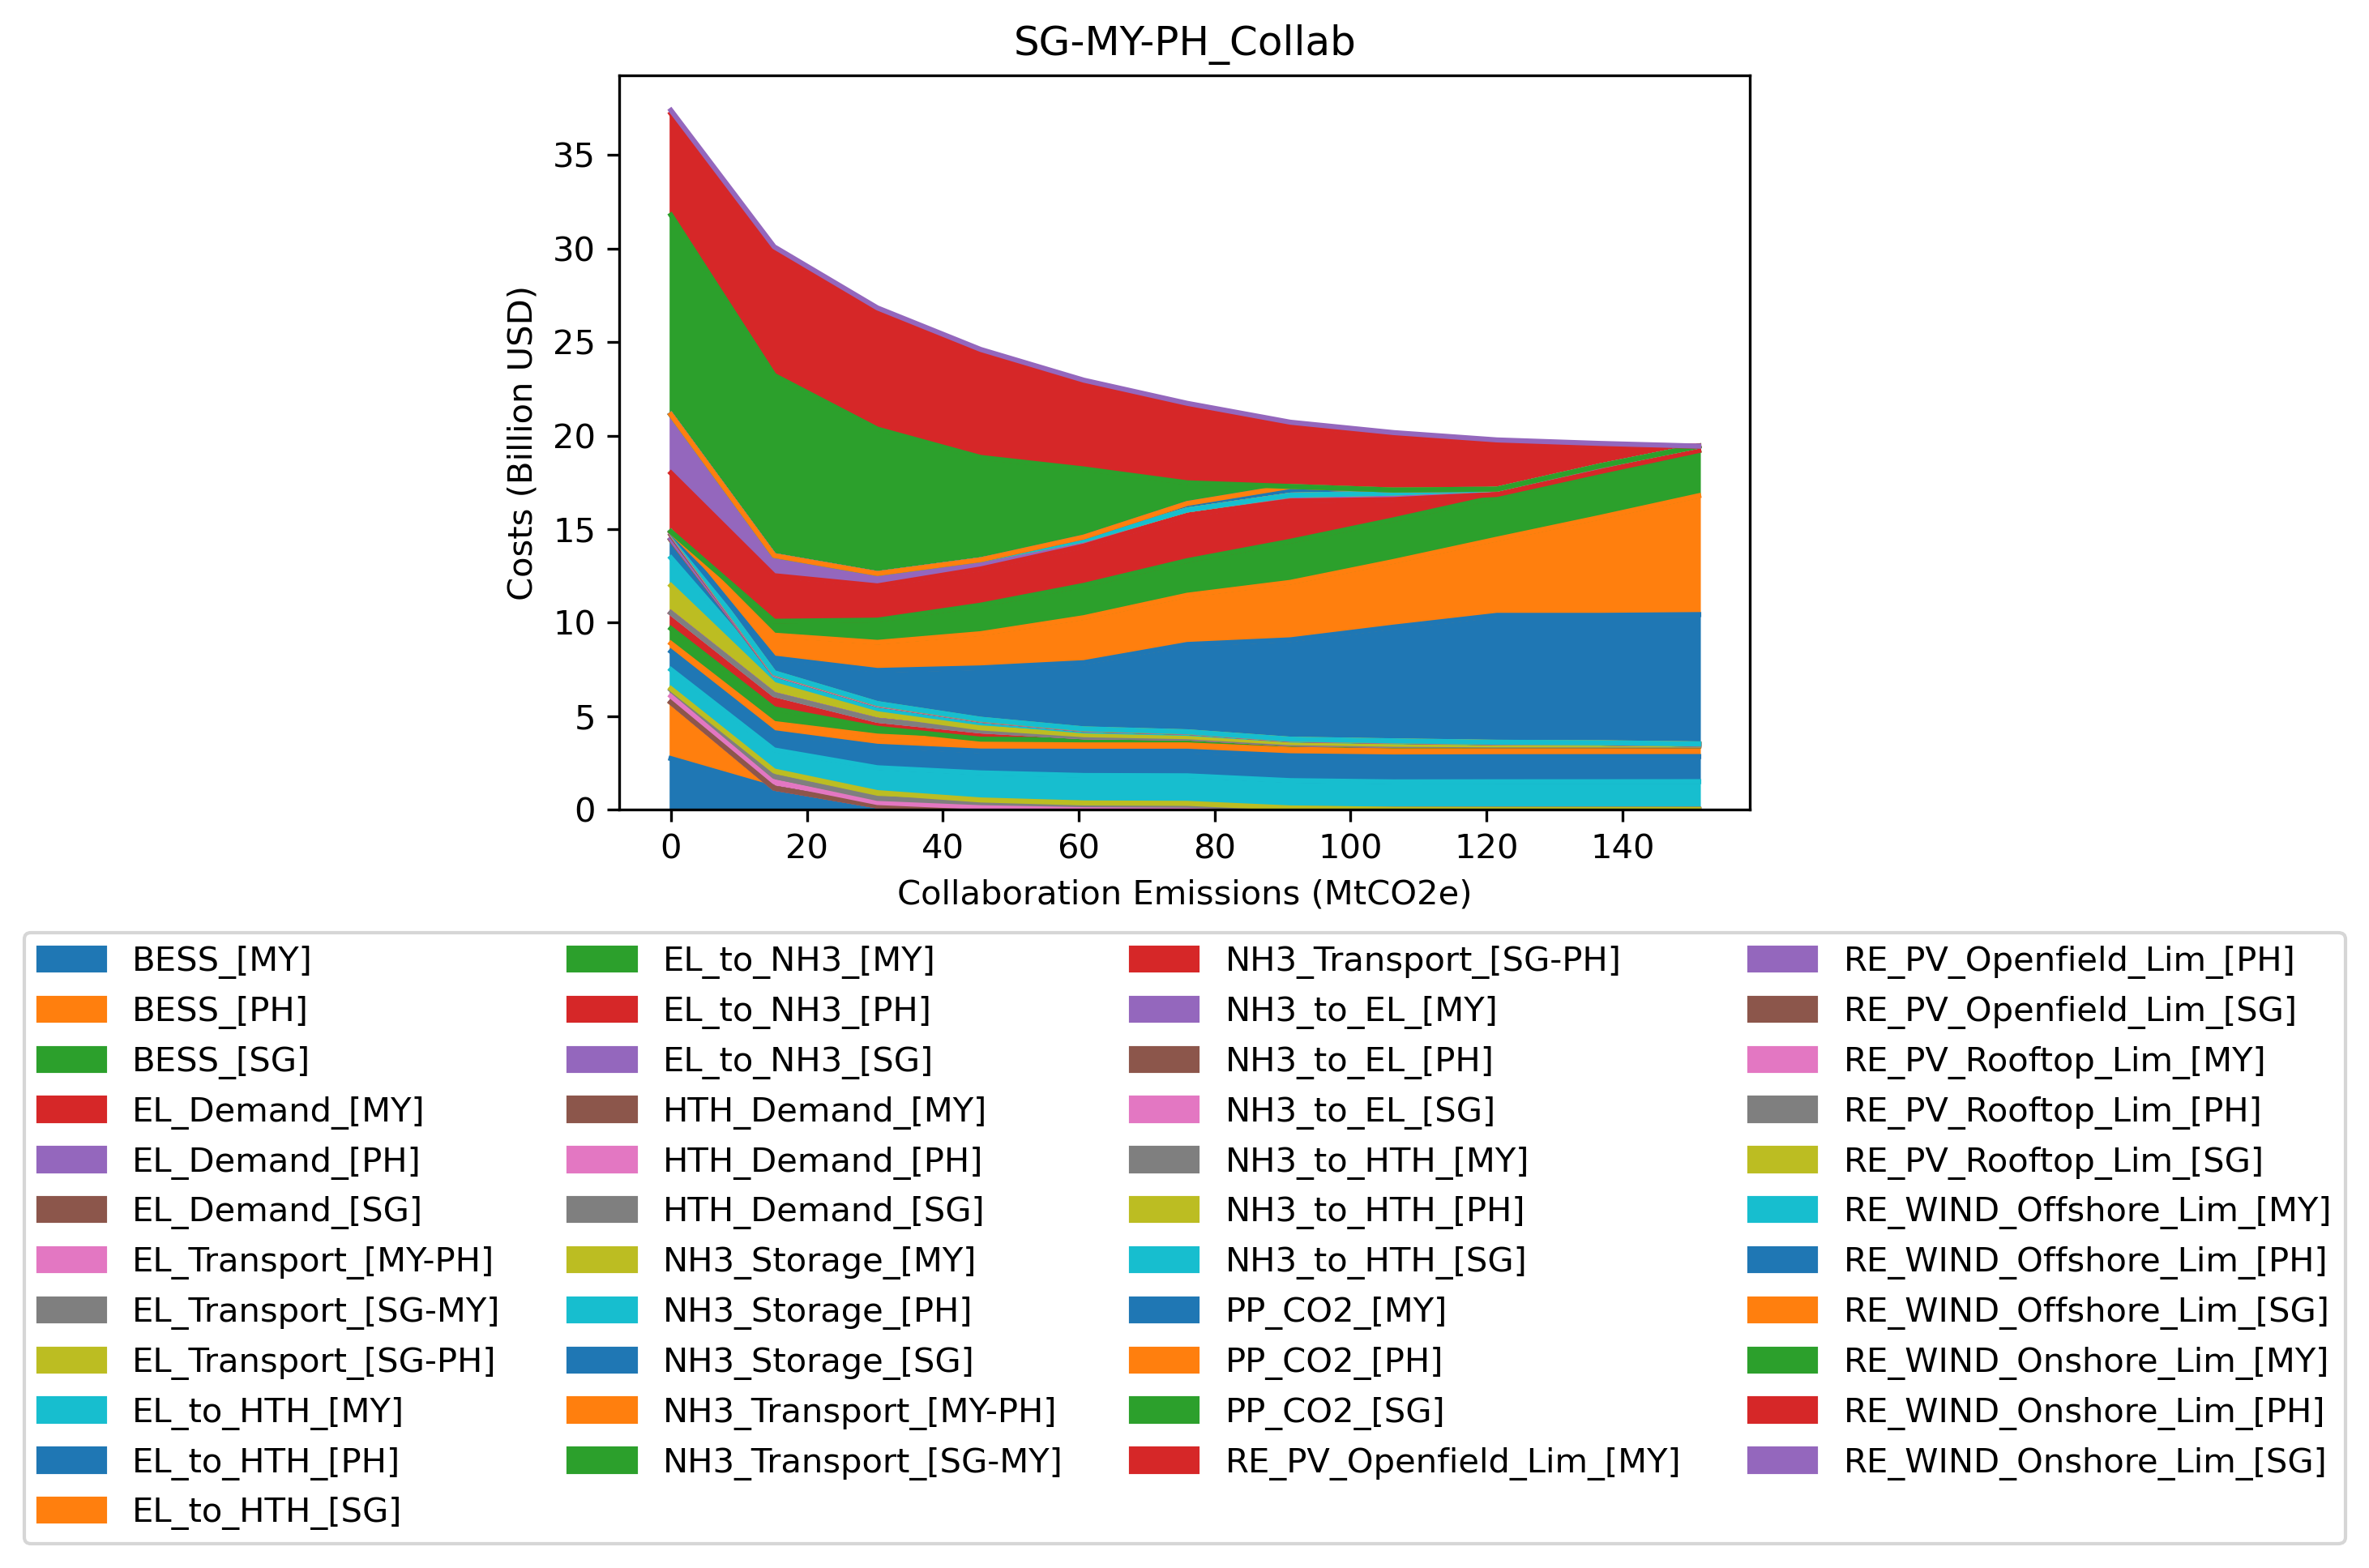 SG-MY-PH_Collab
35
30
25
20
15
10
5
0
Costs (Billion USD)
0 20 40 60 80 100 120 140
Collaboration Emissions (MtCO2e)
BESS_[MY]
BESS_[PH]
BESS_[SG]
EL_Demand_[MY]
EL_Demand_[PH]
EL_Demand_[SG]
EL_Transport_[MY-PH]
EL_Transport_[SG-MY]
EL_Transport_[SG-PH]
EL_to_HTH_[MY]
EL_to_HTH_[PH]
EL_to_HTH_[SG]
EL_to_NH3_[MY]
EL_to_NH3_[PH]
EL_to_NH3_[SG]
HTH_Demand_[MY]
HTH_Demand_[PH]
HTH_Demand_[SG]
NH3_Storage_[MY]
NH3_Storage_[PH]
NH3_Storage_[SG]
NH3_Transport_[MY-PH]
NH3_Transport_[SG-MY]
NH3_Transport_[SG-PH]
NH3_to_EL_[MY]
NH3_to_EL_[PH]
NH3_to_EL_[SG]
NH3_to_HTH_[MY]
NH3_to_HTH_[PH]
NH3_to_HTH_[SG]
PP_CO2_[MY]
PP_CO2_[PH]
PP_CO2_[SG]
RE_PV_Openfield_Lim_[MY]
RE_PV_Openfield_Lim_[PH]
RE_PV_Openfield_Lim_[SG]
RE_PV_Rooftop_Lim_[MY]
RE_PV_Rooftop_Lim_[PH]
RE_PV_Rooftop_Lim_[SG]
RE_WIND_Offshore_Lim_[MY]
RE_WIND_Offshore_Lim_[PH]
RE_WIND_Offshore_Lim_[SG]
RE_WIND_Onshore_Lim_[MY]
RE_WIND_Onshore_Lim_[PH]
RE_WIND_Onshore_Lim_[SG]